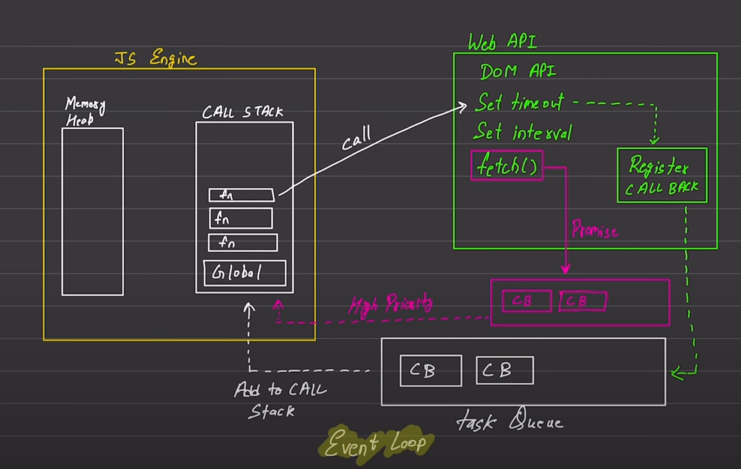 JS Engine
Memory
Heap
CALL STACK
fn
fn
fn
Global
call
Web API
DOM API
Set timeout
Set interval
fetch()
Register
CALL BACK
Promise
CB
CB
High Priority
CB
CB
Add to CALL
Stack
task Queue
Event Loop